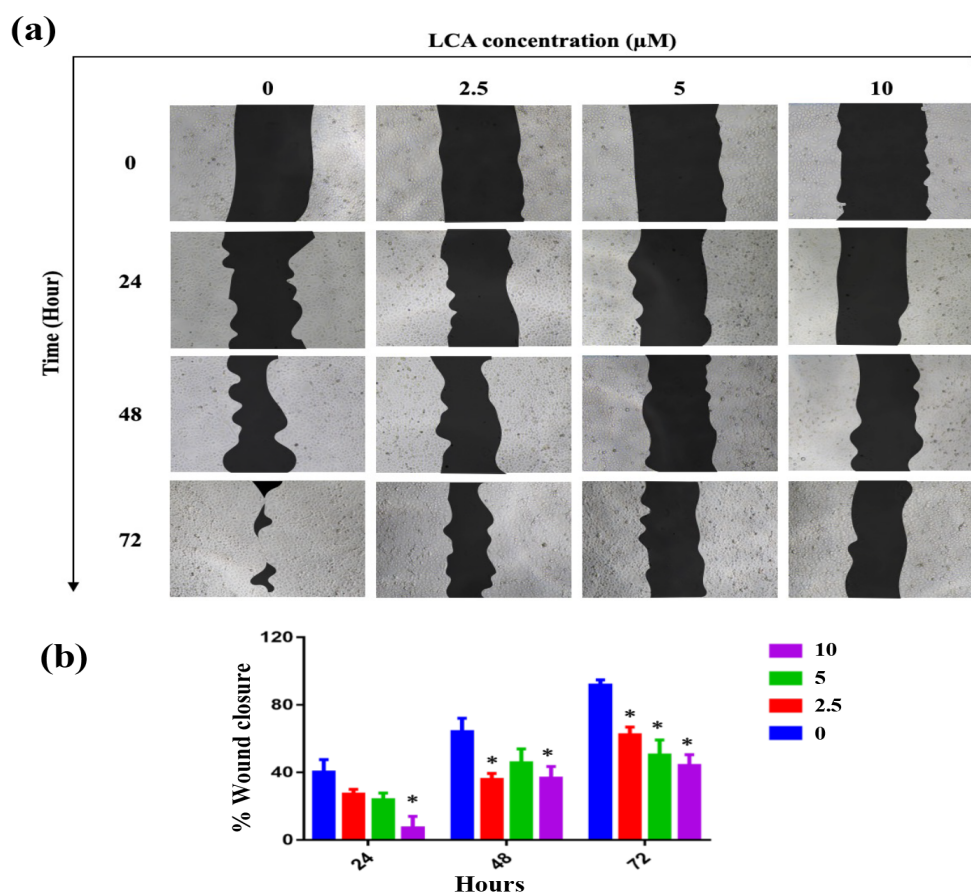 (a)
LCA concentration (µM)
0 2.5 5 10
Time (Hour)
0
24
48
72
(b)
% Wound closure
120
80
40
0
* * * * * *
24 48 72
Hours
10
5
2.5
0